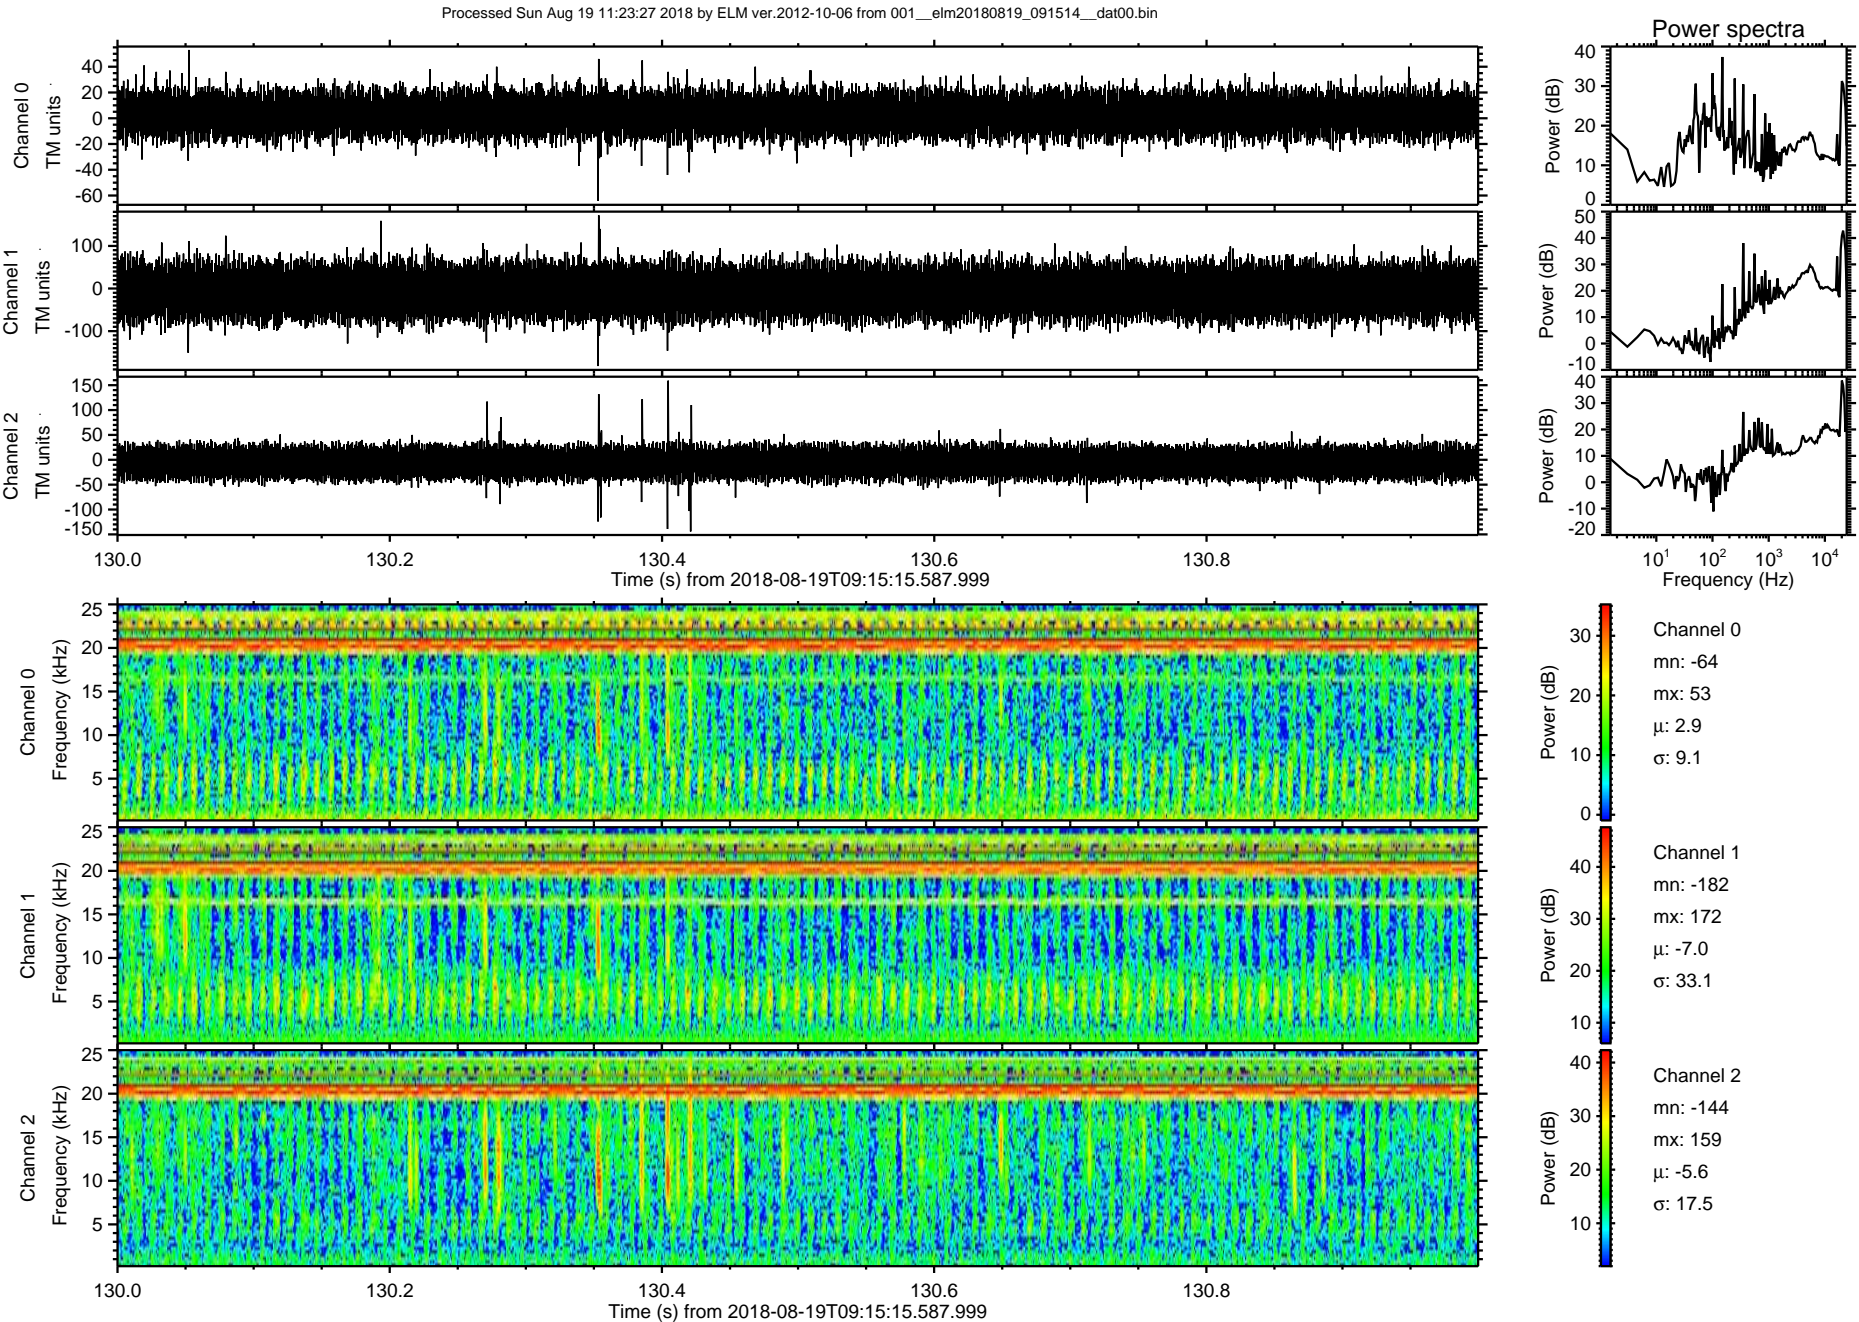 Processed Sun Aug 19 11:23:27 2018 by ELM ver.2012-10-06 from 001__elm20180819_091514__dat00.bin
Power spectra
Channel 0
TM units
40
20
0
-20
-40
-60
Power (dB)
40
30
20
10
0
Channel 1
TM units
100
0
-100
Power (dB)
50
40
30
20
10
0
-10
Channel 2
TM units
150
100
50
0
-50
-100
-150
Power (dB)
40
30
20
10
0
-10
-20
130.0 130.2 130.4 130.6 130.8
Time (s) from 2018-08-19T09:15:15.587.999
10^1 10^2 10^3 10^4
Frequency (Hz)
Channel 0
Frequency (kHz)
25
20
15
10
5
Power (dB)
30
20
10
0
Channel 0
mn: -64
mx: 53
μ: 2.9
σ: 9.1
Channel 1
Frequency (kHz)
25
20
15
10
5
Power (dB)
40
30
20
10
Channel 1
mn: -182
mx: 172
μ: -7.0
σ: 33.1
Channel 2
Frequency (kHz)
25
20
15
10
5
Power (dB)
40
30
20
10
Channel 2
mn: -144
mx: 159
μ: -5.6
σ: 17.5
130.0 130.2 130.4 130.6 130.8
Time (s) from 2018-08-19T09:15:15.587.999